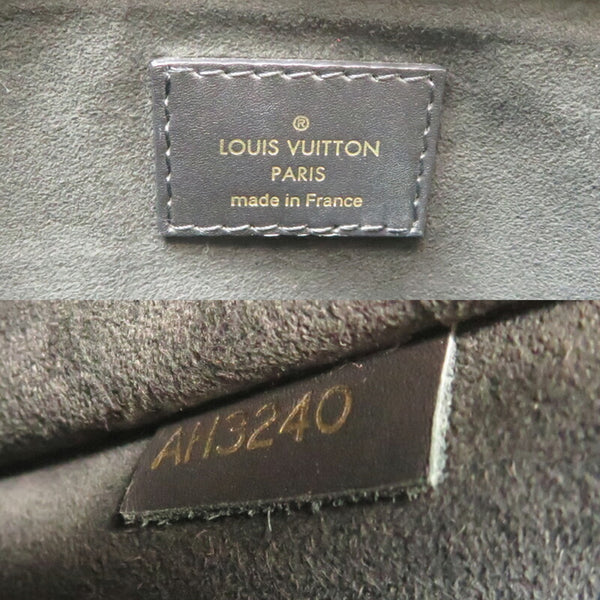 ®
LOUIS VUITTON
PARIS
made in France
AH3240